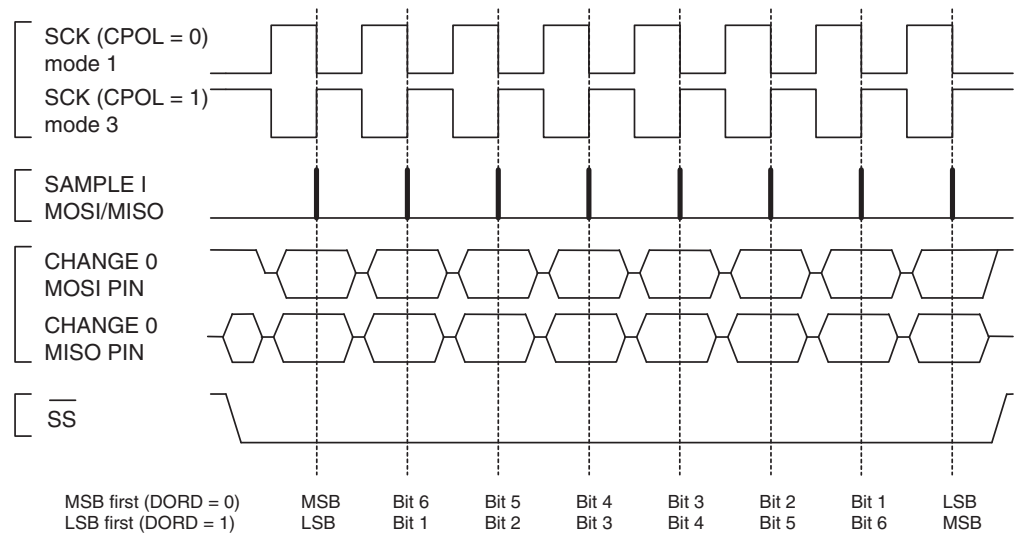 SCK (CPOL = 0)
mode 1
SCK (CPOL = 1)
mode 3
SAMPLE I
MOSI/MISO
CHANGE 0
MOSI PIN
CHANGE 0
MISO PIN
SS
MSB first (DORD = 0) MSB Bit 6 Bit 5 Bit 4 Bit 3 Bit 2 Bit 1 LSB
LSB first (DORD = 1) LSB Bit 1 Bit 2 Bit 3 Bit 4 Bit 5 Bit 6 MSB